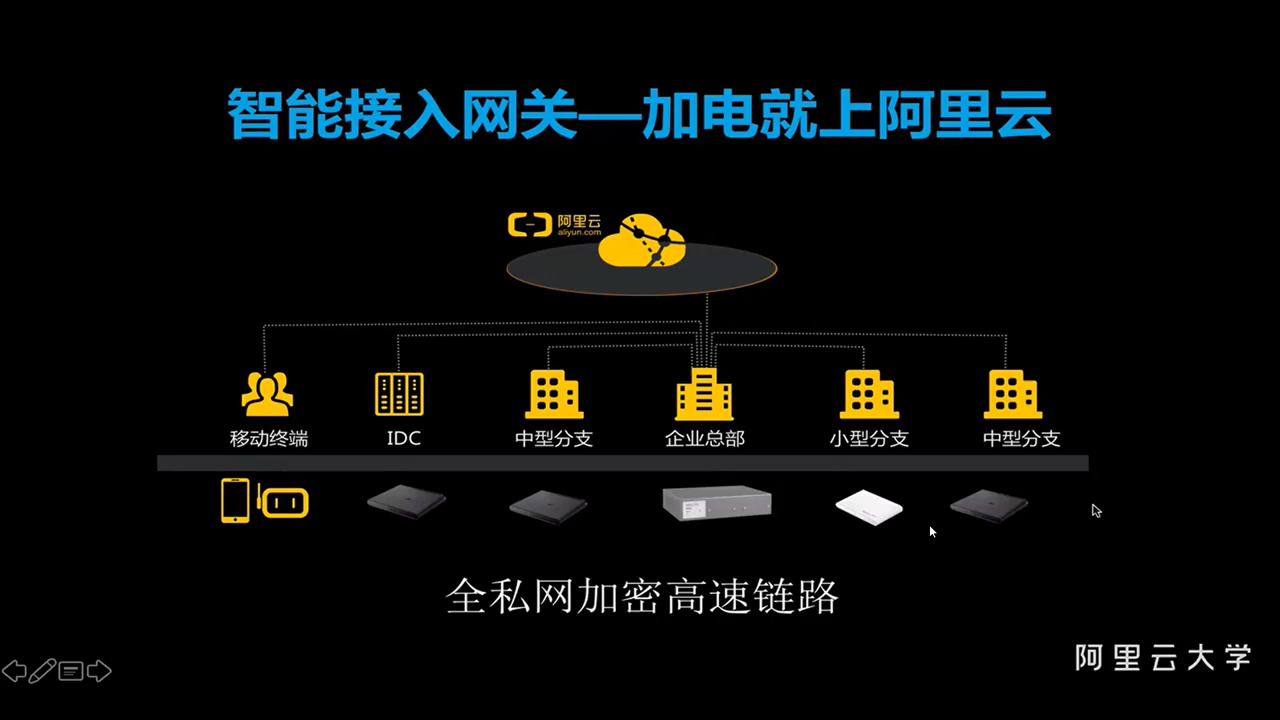 智能接入网关—加电就上阿里云
阿里云
aliyun.com
移动终端
IDC
中型分支
企业总部
小型分支
中型分支
全私网加密高速链路
阿里云大学